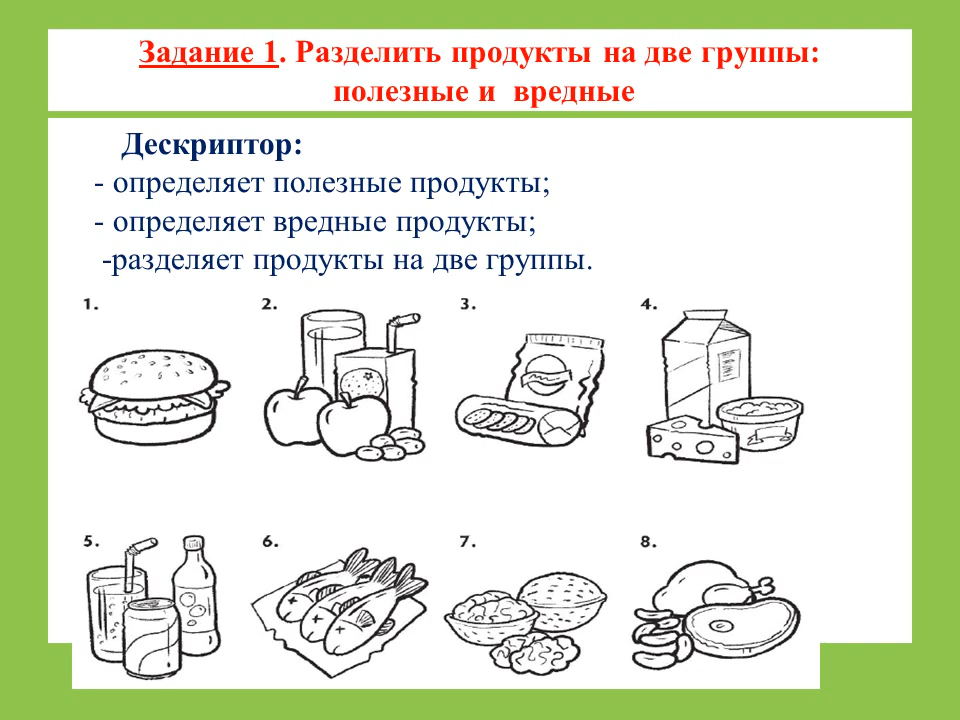 Задание 1. Разделить продукты на две группы:
полезные и вредные
Дескриптор:
- определяет полезные продукты;
- определяет вредные продукты;
-разделяет продукты на две группы.
1.
2.
3.
4.
5.
6.
7.
8.